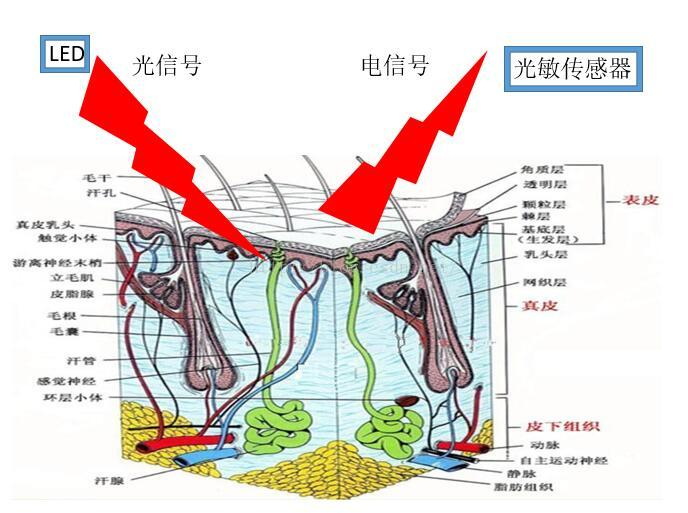 LED
光信号
电信号
光敏传感器
毛干
汗孔
真皮乳头
触觉小体
游离神经末梢
立毛肌
皮脂腺
毛根
毛囊
汗管
感觉神经
环层小体
汗腺
角质层
透明层
颗粒层
棘层
基底层
(生发层)
乳头层
网织层
表皮
真皮
皮下组织
动脉
自主运动神经
静脉
脂肪组织